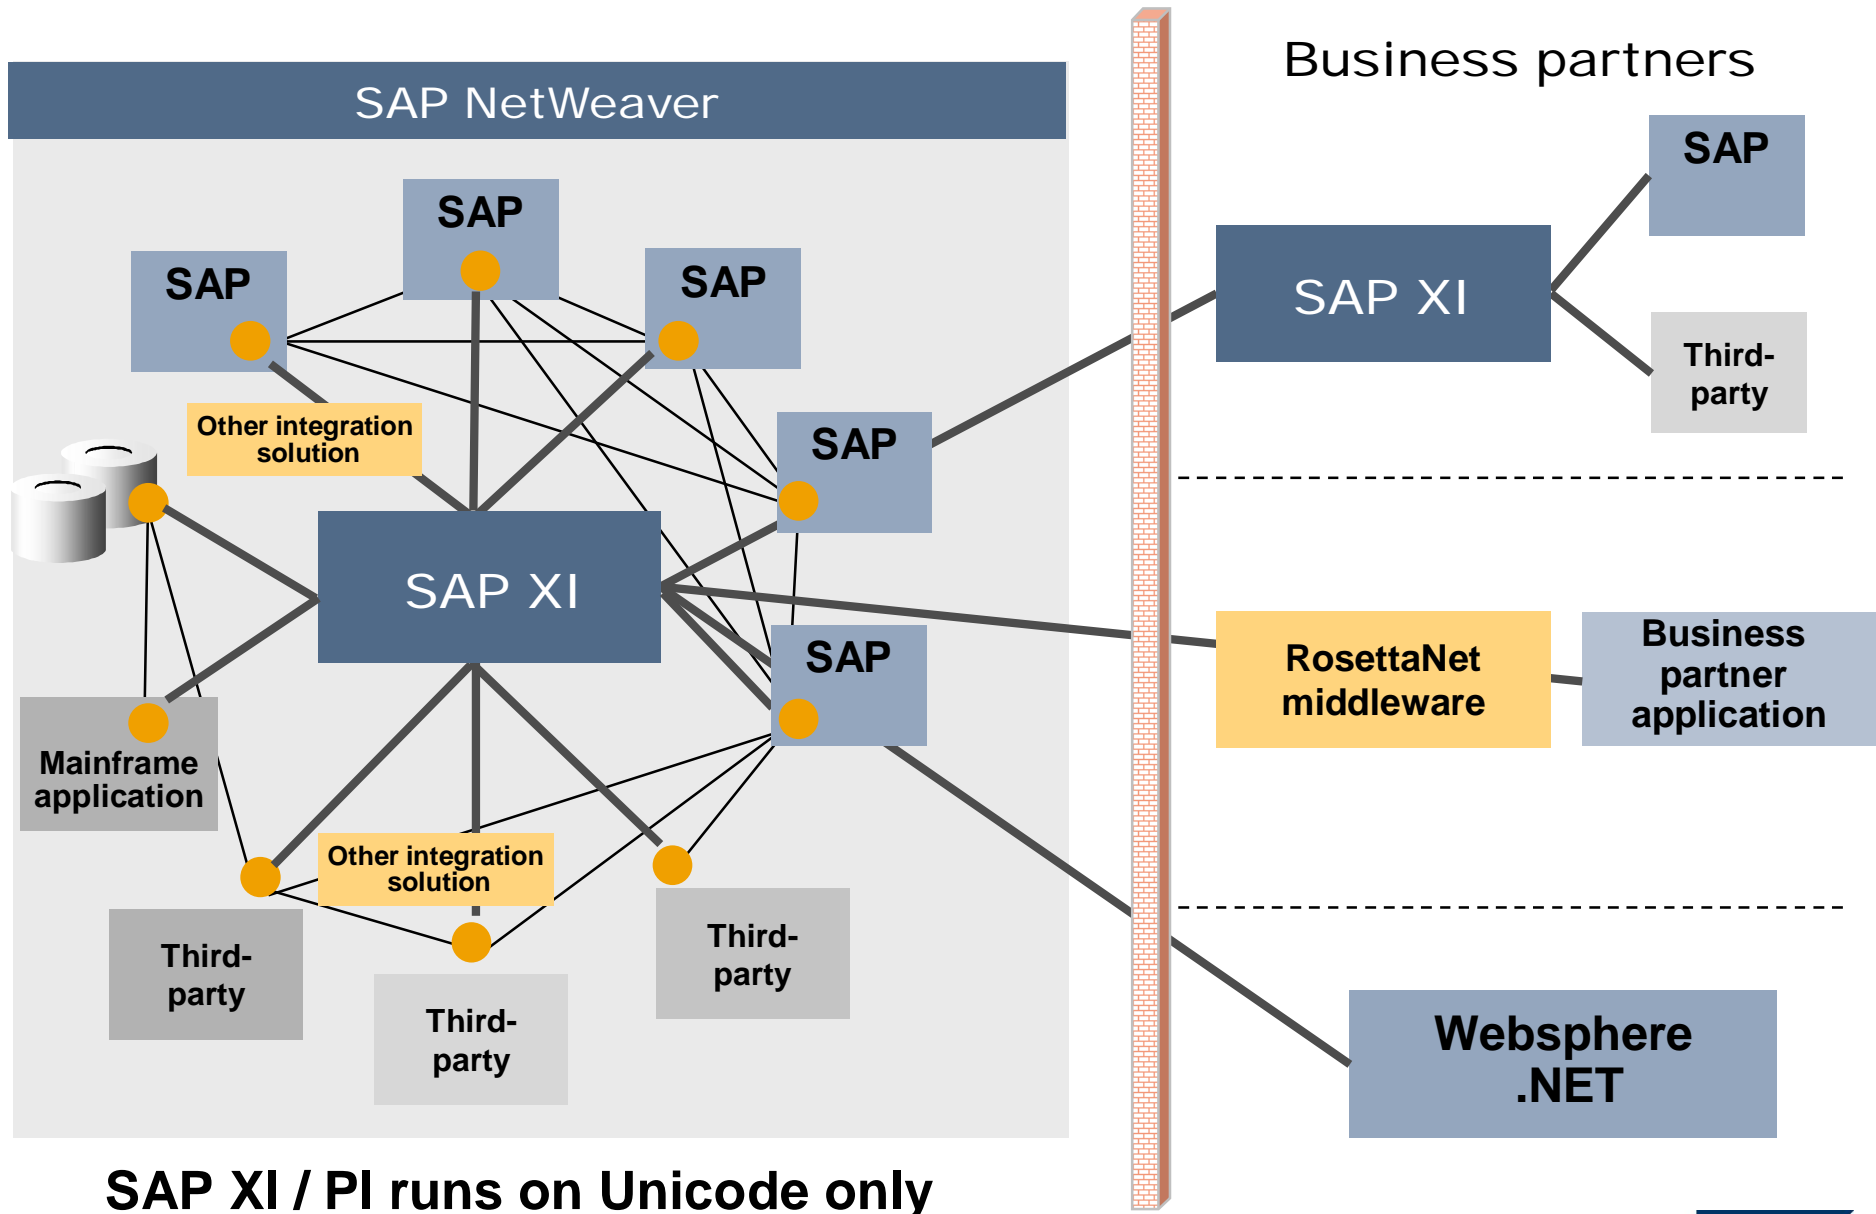 Business partners
SAP NetWeaver
SAP
SAP
SAP
SAP
SAP XI
Third-
party
Other integration
solution
SAP
SAP XI
SAP
RosettaNet
middleware
Business
partner
application
Mainframe
application
Other integration
solution
Third-
party
Third-
party
Third-
party
Websphere
.NET
SAP XI / PI runs on Unicode only